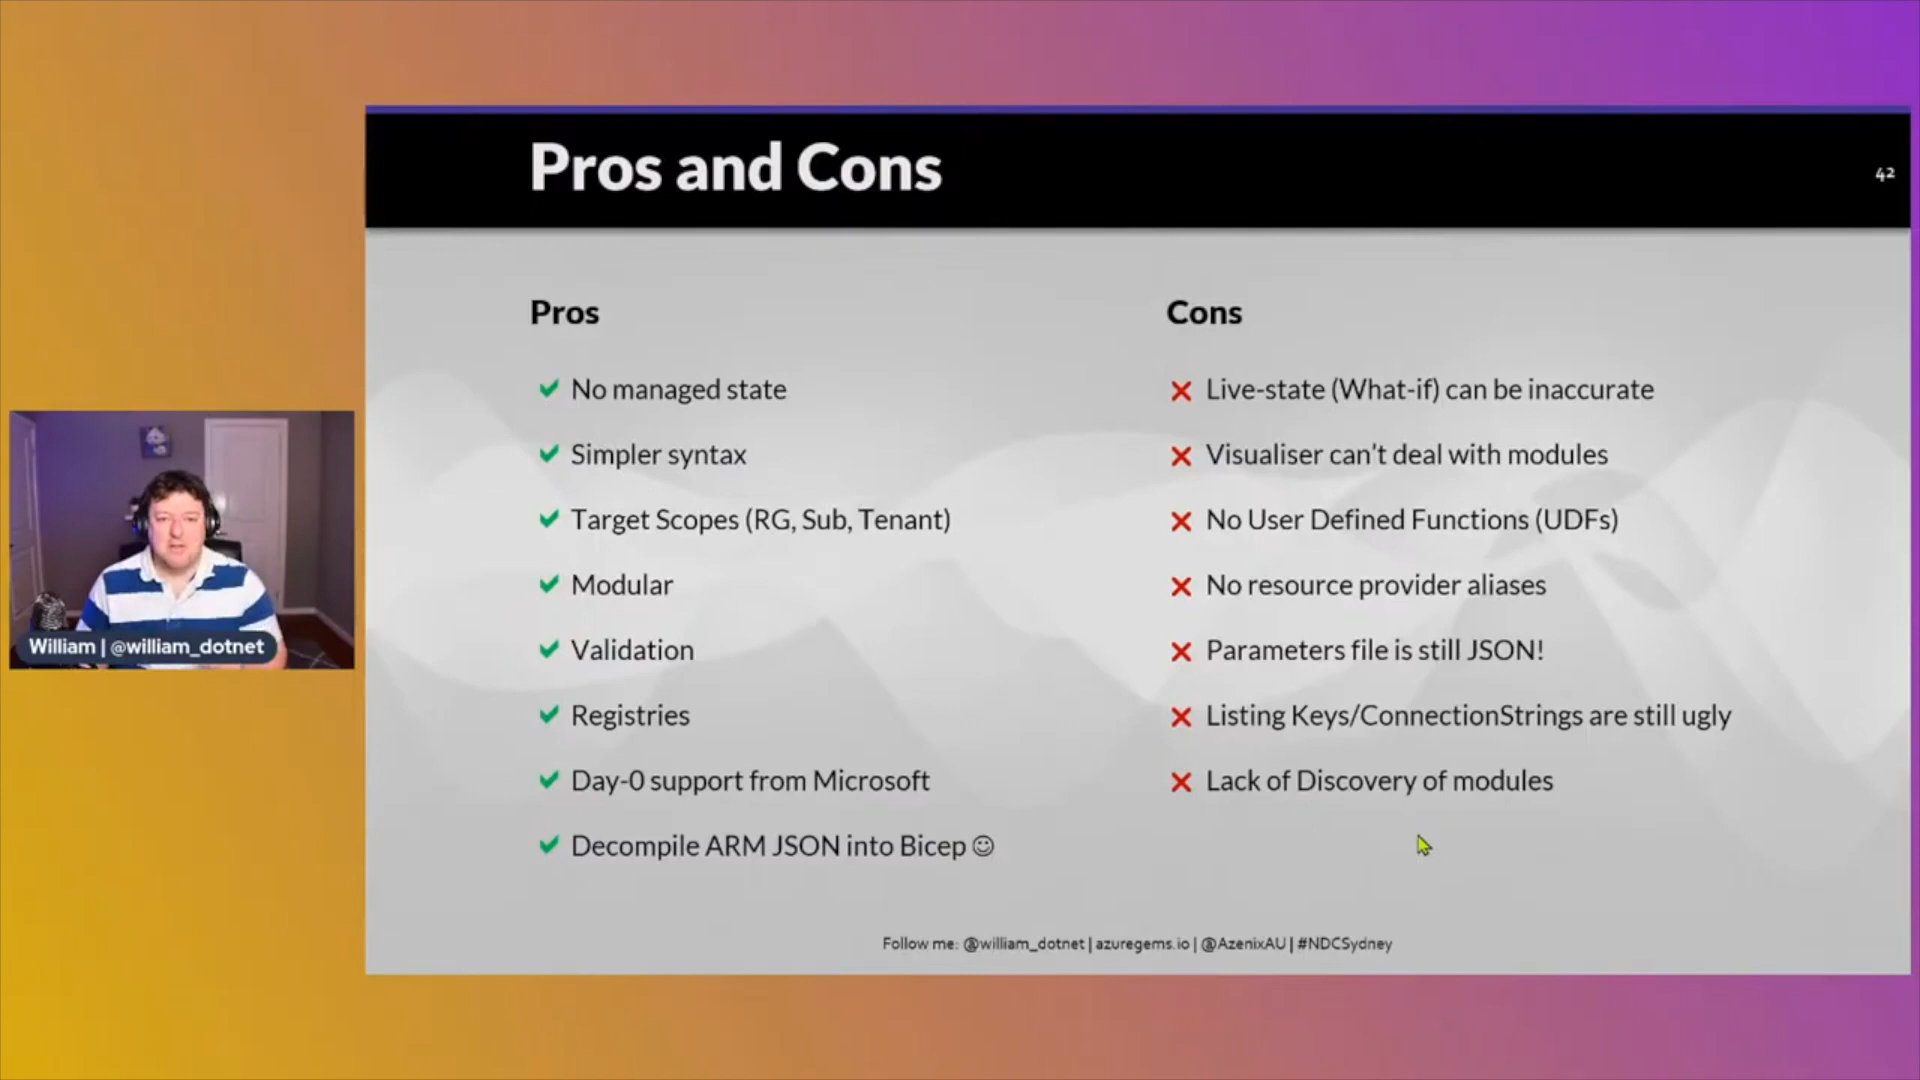 Pros and Cons
42
Pros
No managed state
Simpler syntax
Target Scopes (RG, Sub, Tenant)
Modular
Validation
Registries
Day-0 support from Microsoft
Decompile ARM JSON into Bicep ☺
Cons
Live-state (What-if) can be inaccurate
Visualiser can't deal with modules
No User Defined Functions (UDFs)
No resource provider aliases
Parameters file is still JSON!
Listing Keys/ConnectionStrings are still ugly
Lack of Discovery of modules
William | @william_dotnet
Follow me: @william_dotnet | azuregems.io | @AzenixAU | #NDCSydney